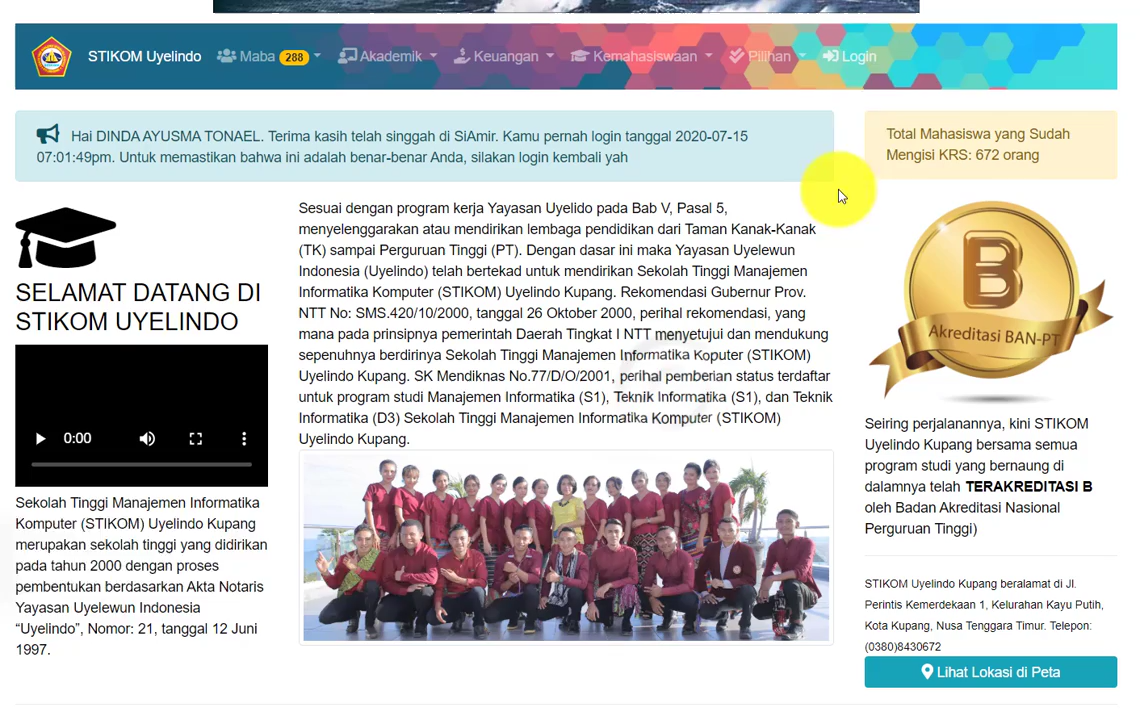 STIKOM Uyelindo Maba 288 Akademik Keuangan Kemahasiswaan Pilihan Login
Hai DINDA AYUSMA TONAEL. Terima kasih telah singgah di SiAmir. Kamu pernah login tanggal 2020-07-15
07:01:49pm. Untuk memastikan bahwa ini adalah benar-benar Anda, silakan login kembali yah
Total Mahasiswa yang Sudah
Mengisi KRS: 672 orang
SELAMAT DATANG DI
STIKOM UYELINDO
0:00
Sekolah Tinggi Manajemen Informatika
Komputer (STIKOM) Uyelindo Kupang
merupakan sekolah tinggi yang didirikan
pada tahun 2000 dengan proses
pembentukan berdasarkan Akta Notaris
Yayasan Uyelewun Indonesia
“Uyelindo”, Nomor: 21, tanggal 12 Juni
1997.
Sesuai dengan program kerja Yayasan Uyelido pada Bab V, Pasal 5,
menyelenggarakan atau mendirikan lembaga pendidikan dari Taman Kanak-Kanak
(TK) sampai Perguruan Tinggi (PT). Dengan dasar ini maka Yayasan Uyelewun
Indonesia (Uyelindo) telah bertekad untuk mendirikan Sekolah Tinggi Manajemen
Informatika Komputer (STIKOM) Uyelindo Kupang. Rekomendasi Gubernur Prov.
NTT No: SMS.420/10/2000, tanggal 26 Oktober 2000, perihal rekomendasi, yang
mana pada prinsipnya pemerintah Daerah Tingkat I NTT menyetujui dan mendukung
sepenuhnya berdirinya Sekolah Tinggi Manajemen Informatika Koputer (STIKOM)
Uyelindo Kupang. SK Mendiknas No.77/D/O/2001, perihal pemberian status terdaftar
untuk program studi Manajemen Informatika (S1), Teknik Informatika (S1), dan Teknik
Informatika (D3) Sekolah Tinggi Manajemen Informatika Komputer (STIKOM)
Uyelindo Kupang.
B
Akreditasi BAN-PT
Seiring perjalanannya, kini STIKOM
Uyelindo Kupang bersama semua
program studi yang bernaung di
dalamnya telah TERAKREDITASI B
oleh Badan Akreditasi Nasional
Perguruan Tinggi)
STIKOM Uyelindo Kupang beralamat di Jl.
Perintis Kemerdekaan 1, Kelurahan Kayu Putih,
Kota Kupang, Nusa Tenggara Timur. Telepon:
(0380)8430672
Lihat Lokasi di Peta